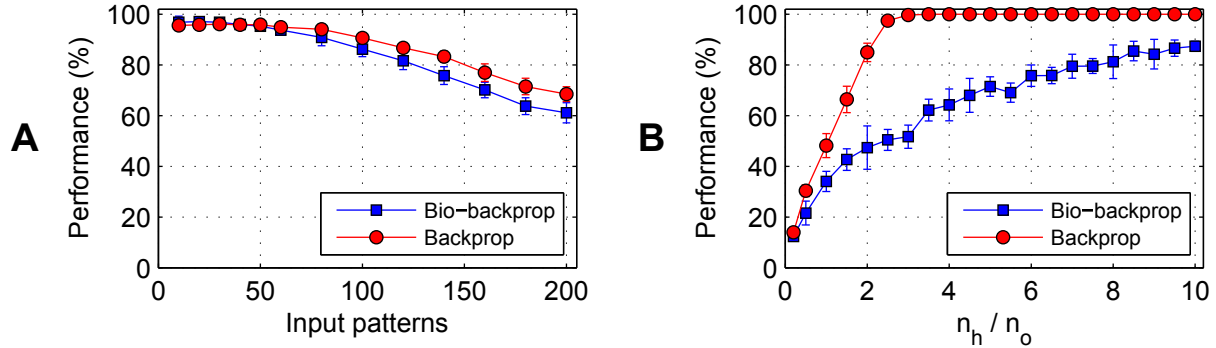 A
Performance (%)
100
80
60
40
20
0
Bio-backprop
Backprop
0
50
100
150
200
Input patterns
B
Performance (%)
100
80
60
40
20
0
Bio-backprop
Backprop
0
2
4
6
8
10
n_h / n_o